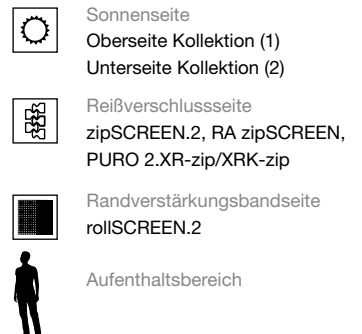 Sonnenseite
Oberseite Kollektion (1)
Unterseite Kollektion (2)
Reißverschlussseite
zipSCREEN.2, RA zipSCREEN,
PURO 2.XR-zip/XRK-zip
Randverstärkungsbandseite
rollSCREEN.2
Aufenthaltsbereich